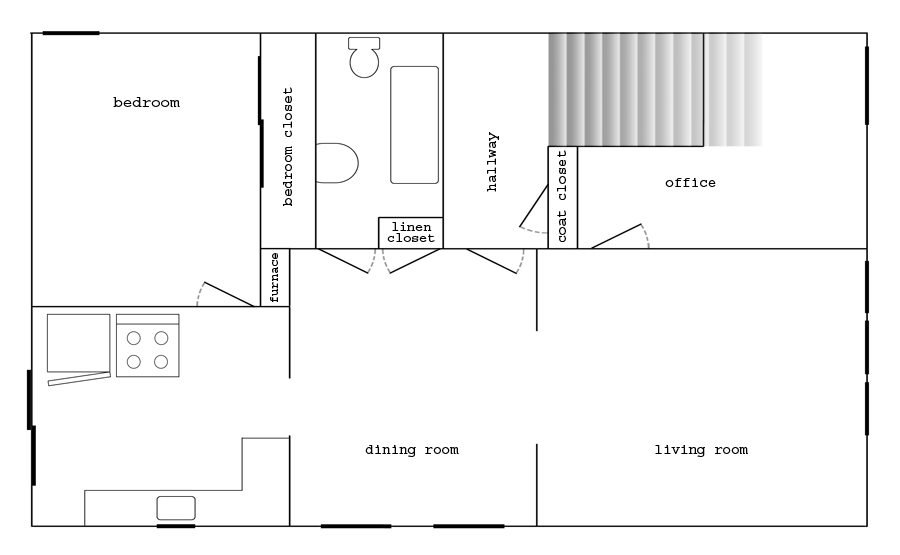 bedroom
bedroom closet
hallway
coat closet
office
linen
closet
furnace
dining room
living room